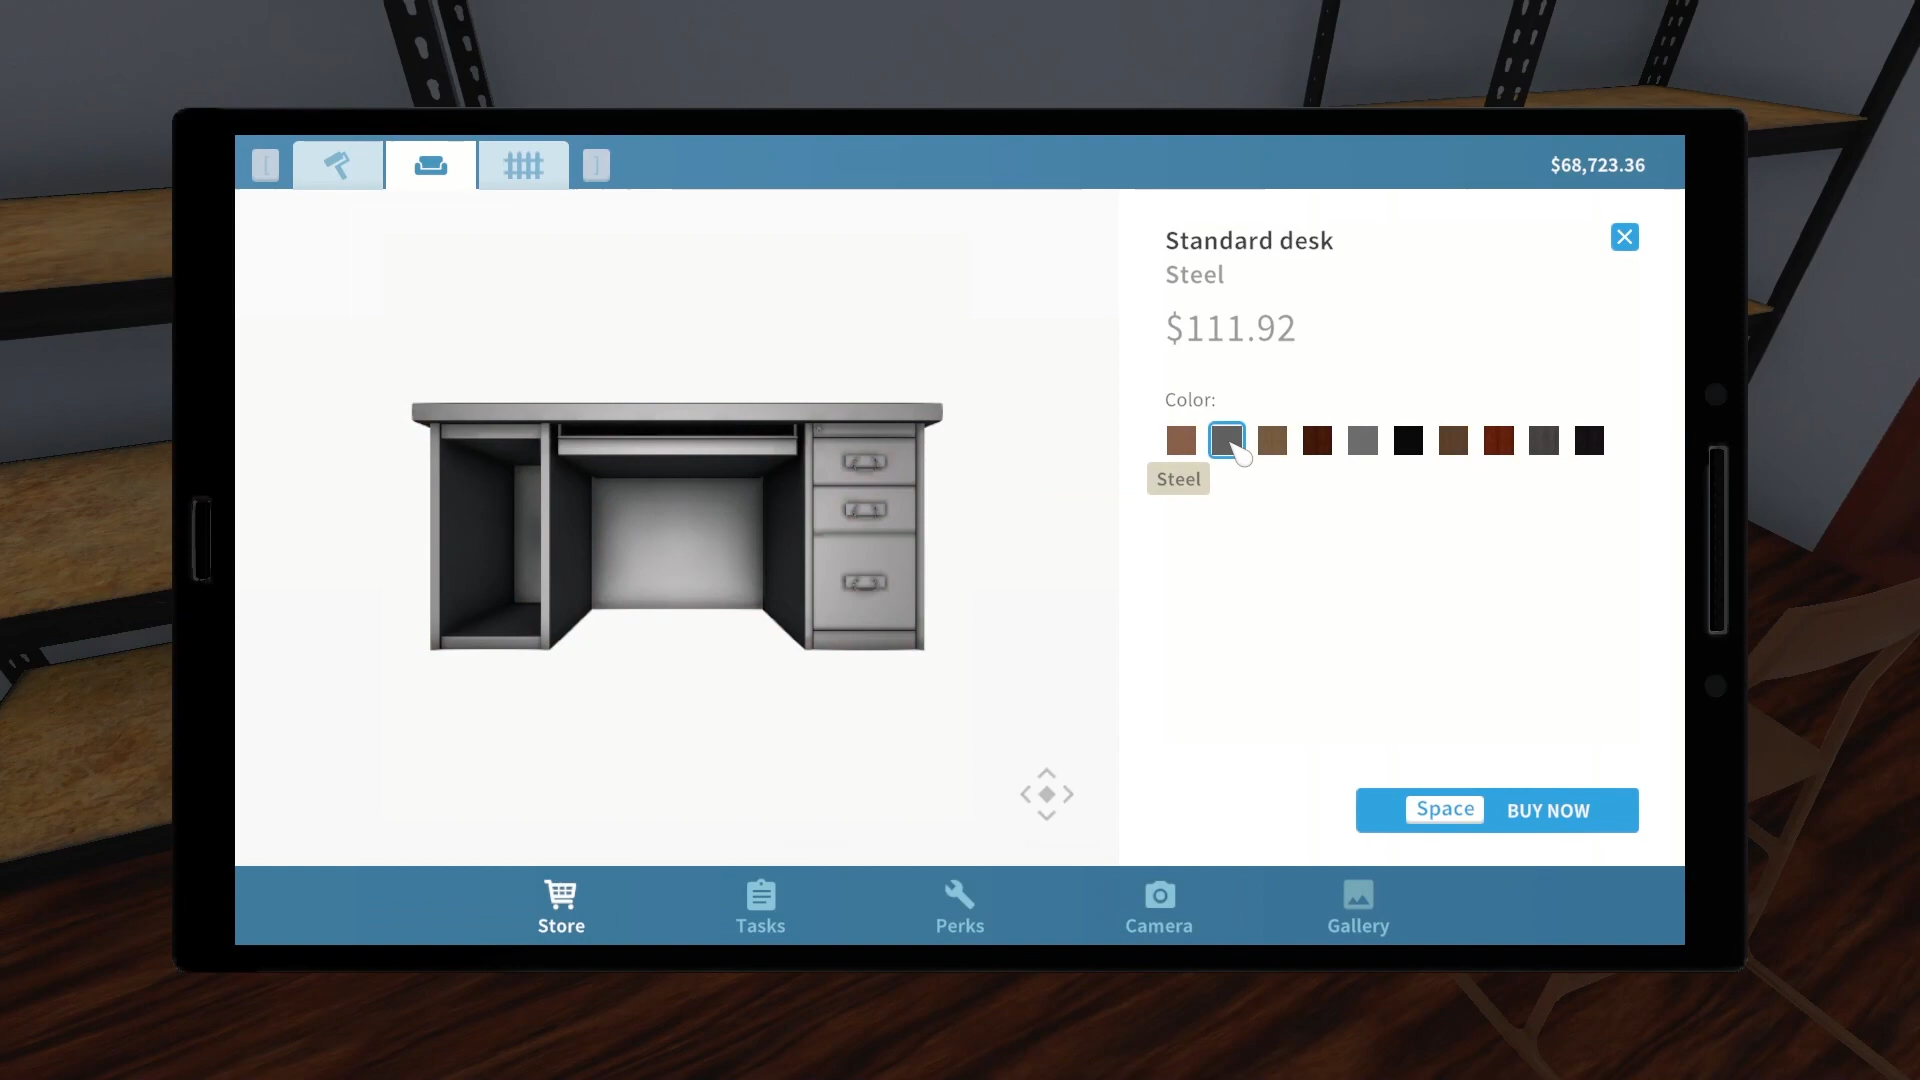 [
]
$68,723.36
Standard desk
Steel
$111.92
Color:
Steel
Space BUY NOW
Store
Tasks
Perks
Camera
Gallery